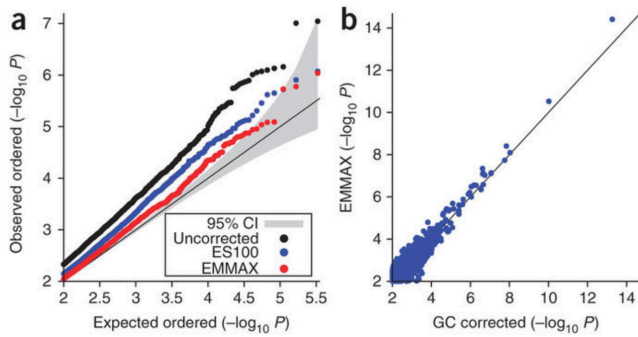 a
7
6
5
4
3
2
Observed ordered (–log10 P)
95% CI
Uncorrected
ES100
EMMAX
2 2.5 3 3.5 4 4.5 5 5.5
Expected ordered (–log10 P)
b
14
12
10
8
6
4
2
EMMAX (–log10 P)
2 4 6 8 10 12 14
GC corrected (–log10 P)